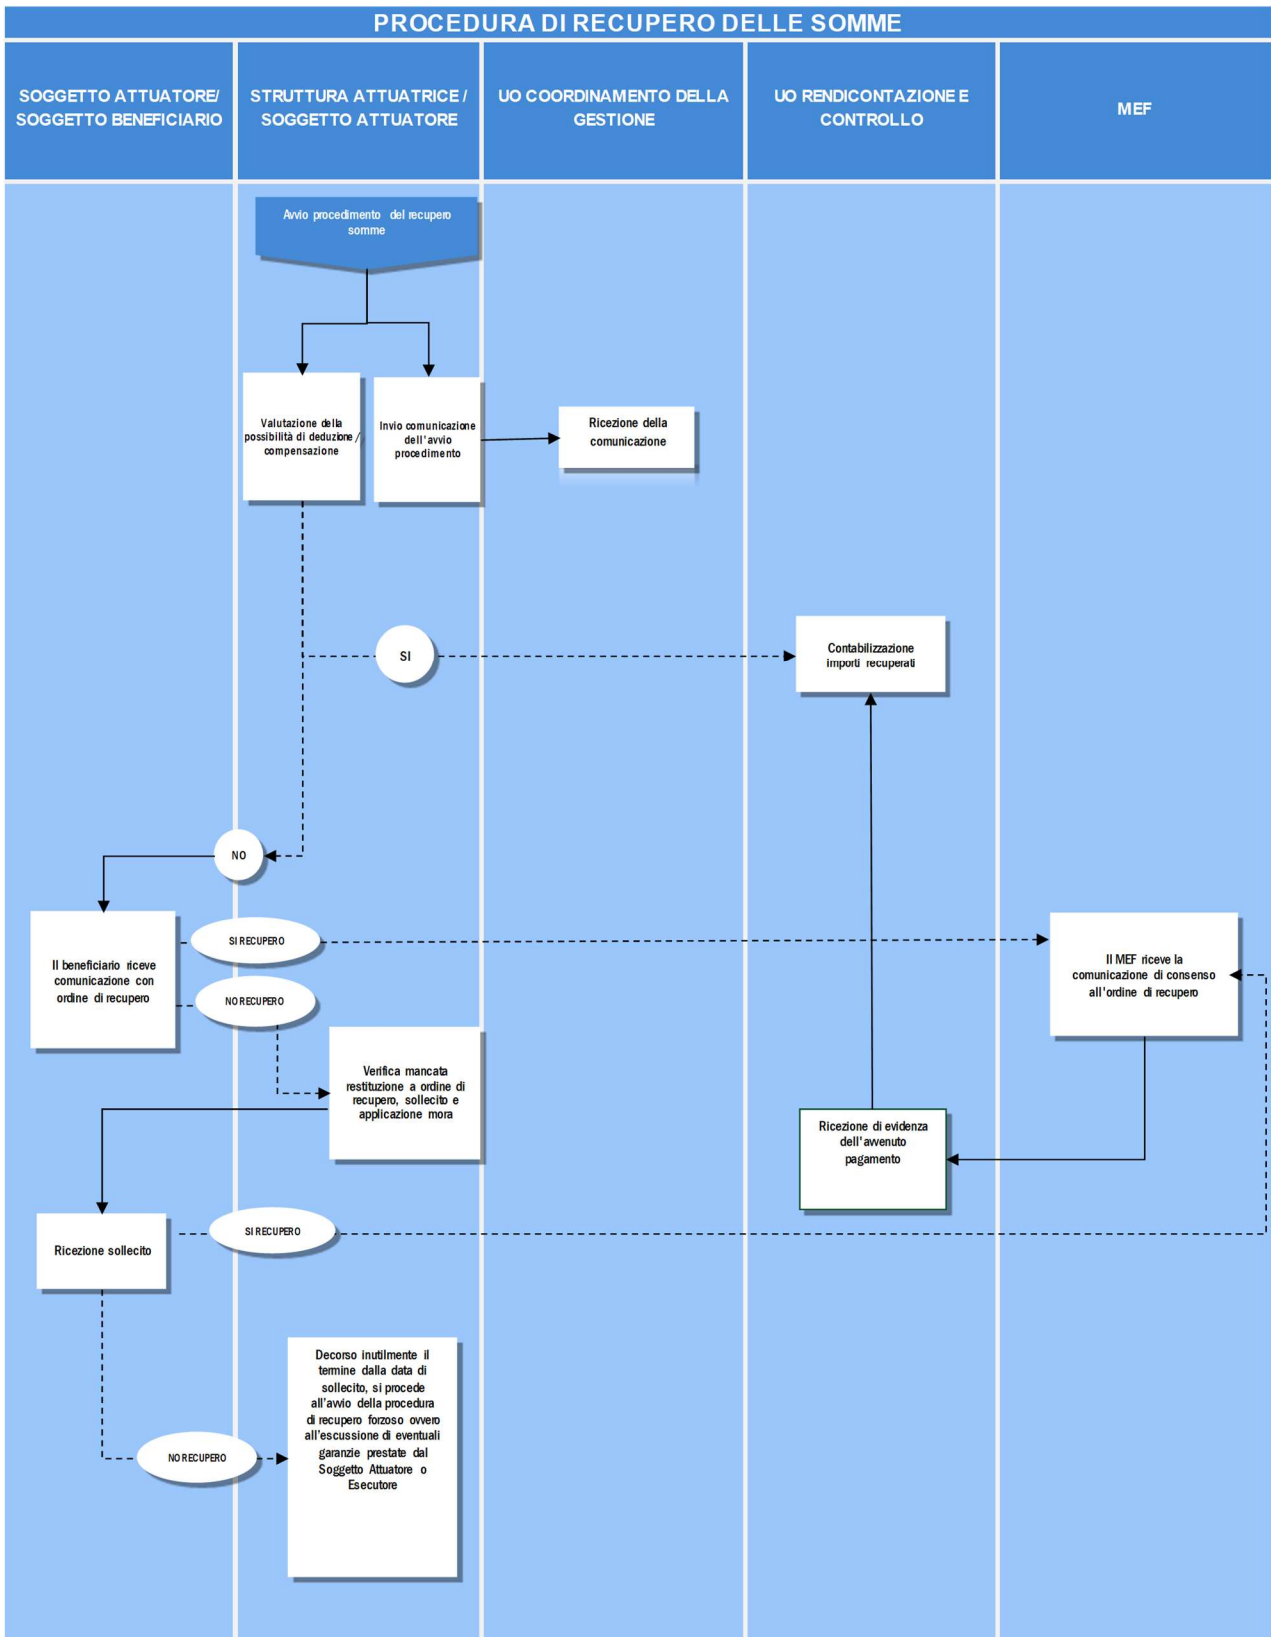 PROCEDURA DI RECUPERO DELLE SOMME
SOGGETTO ATTUATORE/
SOGGETTO BENEFICIARIO
STRUTTURA ATTUATRICE /
SOGGETTO ATTUATORE
UO COORDINAMENTO DELLA
GESTIONE
UO RENDICONTAZIONE E
CONTROLLO
MEF
Avvio procedimento del recupero
somme
Valutazione della
possibilità di deduzione /
compensazione
Invio comunicazione
dell'avvio
procedimento
Ricezione della
comunicazione
SI
Contabilizzazione
importi recuperati
NO
Il beneficiario riceve
comunicazione con
ordine di recupero
SI RECUPERO
NO RECUPERO
Il MEF riceve la
comunicazione di consenso
all'ordine di recupero
Verifica mancata
restituzione a ordine di
recupero, sollecito e
applicazione mora
Ricezione di evidenza
dell'avvenuto
pagamento
Ricezione sollecito
SI RECUPERO
Decorso inutilmente il
termine dalla data di
sollecito, si procede
all'avvio della procedura
di recupero forzoso ovvero
all'escussione di eventuali
garanzie prestate dal
Soggetto Attuatore o
Esecutore
NO RECUPERO